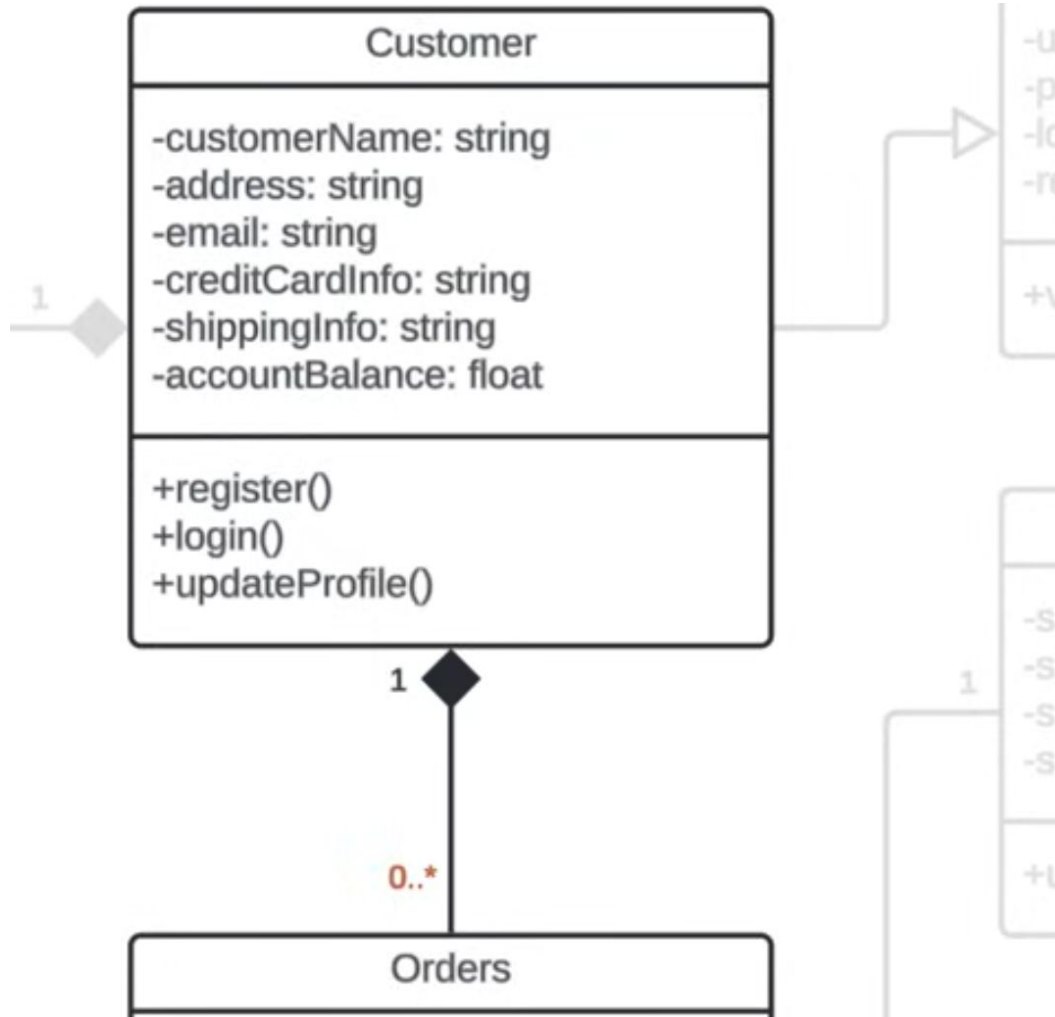 Customer
-customerName: string
-address: string
-email: string
-creditCardInfo: string
-shippingInfo: string
-accountBalance: float
+register()
+login()
+updateProfile()
1
0..*
Orders
1
1